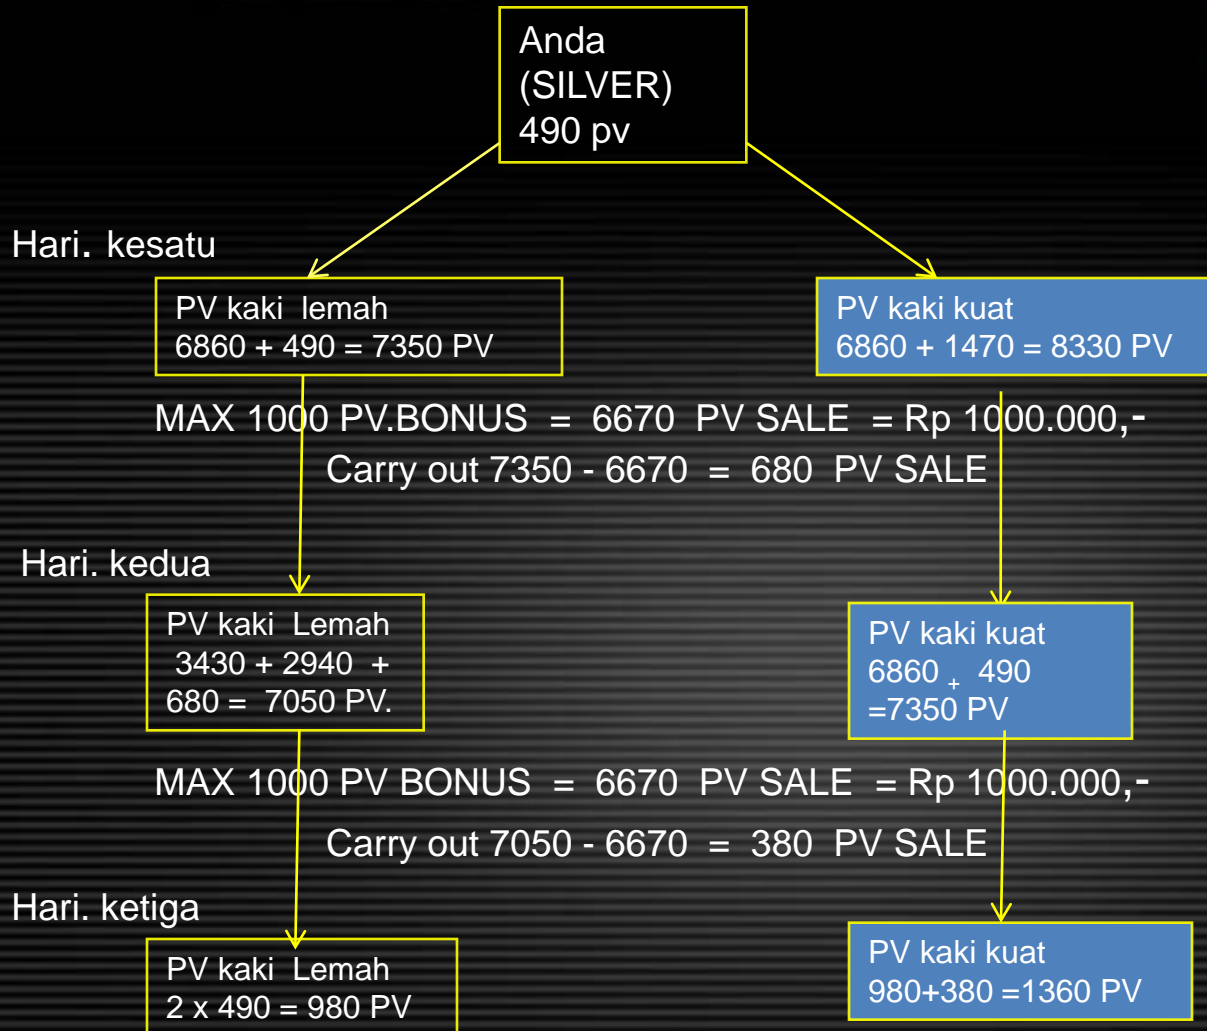 Anda
(SILVER)
490 pv
Hari. kesatu
PV kaki lemah
6860 + 490 = 7350 PV
PV kaki kuat
6860 + 1470 = 8330 PV
MAX 1000 PV.BONUS = 6670 PV SALE = Rp 1000.000,-
Carry out 7350 - 6670 = 680 PV SALE
Hari. kedua
PV kaki Lemah
3430 + 2940 +
680 = 7050 PV.
PV kaki kuat
6860 + 490
=7350 PV
MAX 1000 PV BONUS = 6670 PV SALE = Rp 1000.000,-
Carry out 7050 - 6670 = 380 PV SALE
Hari. ketiga
PV kaki Lemah
2 x 490 = 980 PV
PV kaki kuat
980+380 =1360 PV